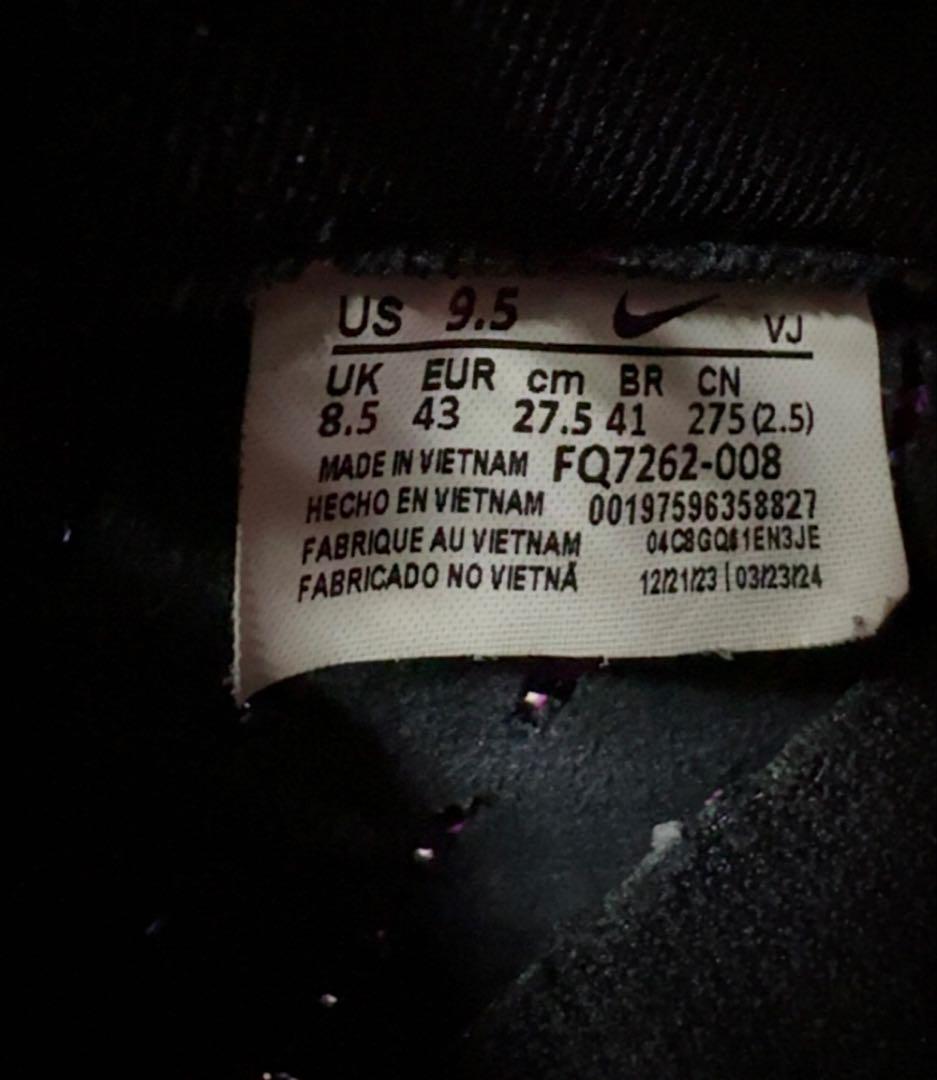 US 9.5 VJ
UK EUR cm BR CN
8.5 43 27.5 41 275 (2.5)
MADE IN VIETNAM FQ7262-008
HECHO EN VIETNAM 00197596358827
FABRIQUE AU VIETNAM
FABRICADO NO VIETNÃ 12/21/23 | 03/23/24